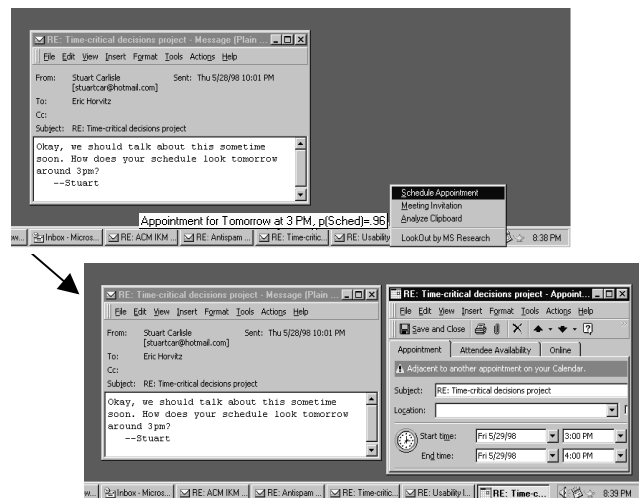 RE: Time-critical decisions project - Message (Plain ...
File Edit View Insert Format Tools Actions Help
From: Stuart Carlisle Sent: Thu 5/28/98 10:01 PM
[stuartcar@hotmail.com]
To: Eric Horvitz
Cc:
Subject: RE: Time-critical decisions project
Okay, we should talk about this sometime
soon. How does your schedule look tomorrow
around 3pm?
--Stuart
Schedule Appointment
Meeting Invitation
Analyze Clipboard
LookOut by MS Research
Appointment for Tomorrow at 3 PM, p(Sched)=.96
ow... Inbox - Micros... RE: ACM IKM ... RE: Antispam ... RE: Time-critic... RE: Usability 8:38 PM
RE: Time-critical decisions project - Message (Plain ...
File Edit View Insert Format Tools Actions Help
From: Stuart Carlisle Sent: Thu 5/28/98 10:01 PM
[stuartcar@hotmail.com]
To: Eric Horvitz
Cc:
Subject: RE: Time-critical decisions project
Okay, we should talk about this sometime
soon. How does your schedule look tomorrow
around 3pm?
--Stuart
RE: Time-critical decisions project - Appoint...
File Edit View Insert Format Tools Actions Help
Save and Close
Appointment Attendee Availability Online
Adjacent to another appointment on your Calendar.
Subject: RE: Time-critical decisions project
Location:
Start time: Fri 5/29/98 3:00 PM
End time: Fri 5/29/98 4:00 PM
w... Inbox - Micros... RE: ACM IKM ... RE: Antispam ... RE: Time-critic... RE: Usability I... RE: Time-c... 8:39 PM